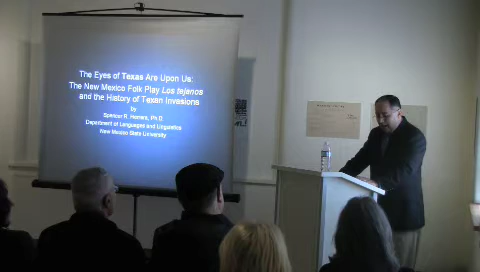 The Eyes of Texas Are Upon Us:
The New Mexico Folk Play Los tejanos
and the History of Texan Invasions
by
Spencer R. Herrera, Ph.D.
Department of Languages and Linguistics
New Mexico State University